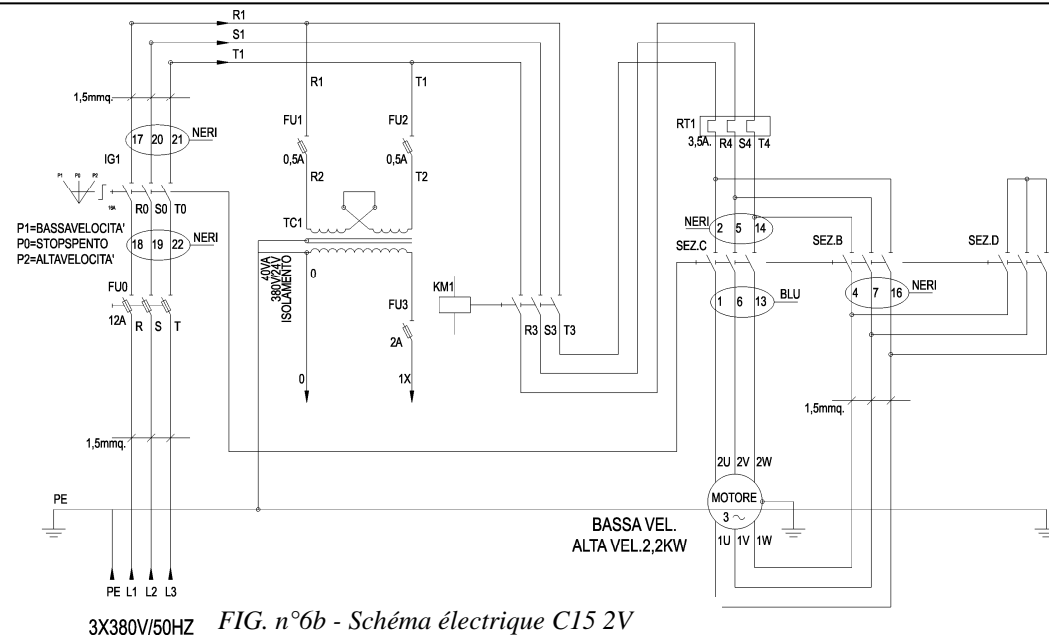 R1
S1
T1
1,5mmq.
R1
T1
17 20 21 NERI
FU1
FU2
IG1
0,5A
0,5A
RT1
3,5A.
R4 S4 T4
P1 P0 P2
16A
R2
T2
R0 S0 T0
TC1
NERI 2 5 14
P1=BASSAVELOCITA'
P0=STOPSPENTO
P2=ALTAVELOCITA'
18 19 22 NERI
SEZ.C
SEZ.B
SEZ.D
40VA
380V/24V
ISOLAMENTO
0
FU0
12A
R S T
FU3
2A
KM1
R3 S3 T3
1 6 13 BLU
4 7 16 NERI
0
1X
1,5mmq.
1,5mmq.
2U 2V 2W
PE
MOTORE
3 ~
BASSA VEL.
ALTA VEL.2,2KW
1U 1V 1W
PE L1 L2 L3
3X380V/50HZ
FIG. n°6b - Schéma électrique C15 2V